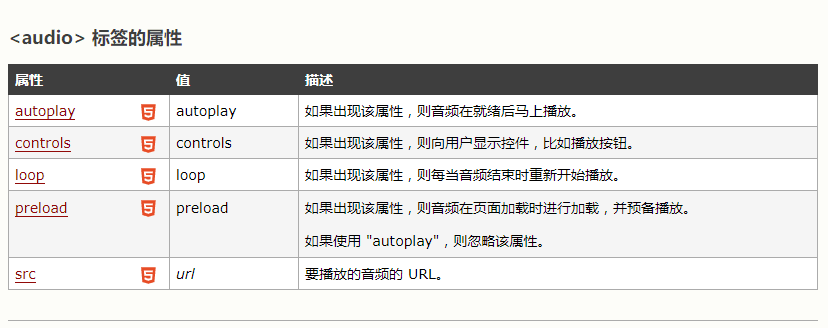 <audio> 标签的属性
属性 值 描述
autoplay 5 autoplay 如果出现该属性，则音频在就绪后马上播放。
controls 5 controls 如果出现该属性，则向用户显示控件，比如播放按钮。
loop 5 loop 如果出现该属性，则每当音频结束时重新开始播放。
preload 5 preload 如果出现该属性，则音频在页面加载时进行加载，并预备播放。
如果使用 "autoplay"，则忽略该属性。
src 5 url 要播放的音频的 URL。